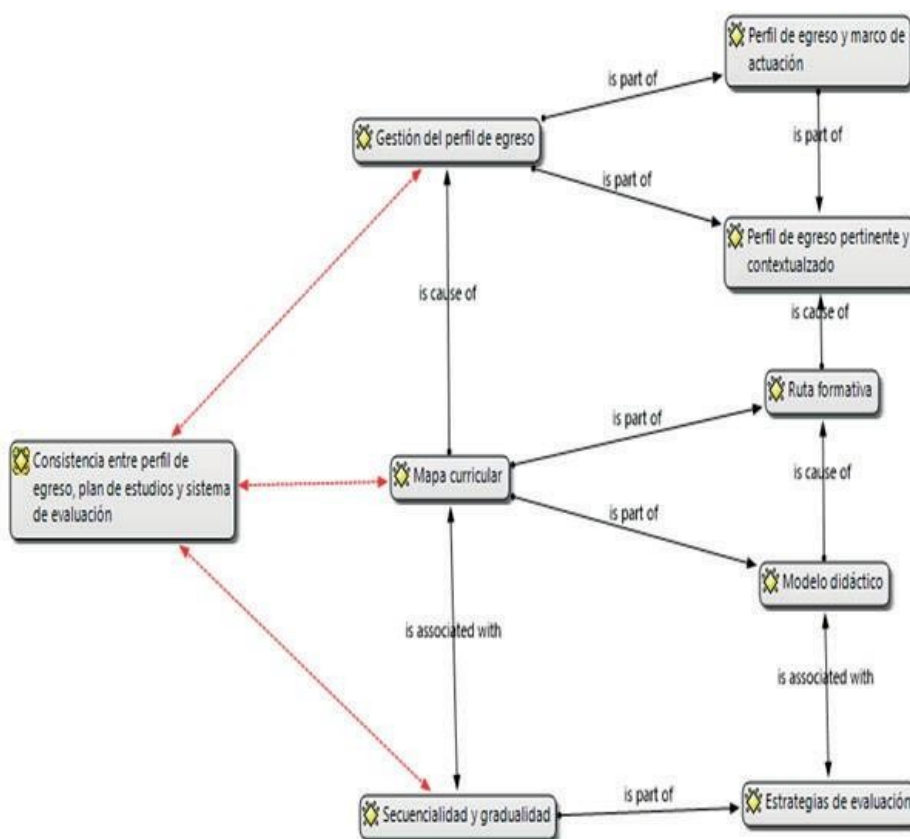 Perfil de egreso y marco de
actuación
is part of
is part of
Gestión del perfil de egreso
is part of
Perfil de egreso pertinente y
contextualzado
is cause of
is cause of
Ruta formativa
is part of
Consistencia entre perfil de
egreso, plan de estudios y sistema
de evaluación
Mapa curricular
is cause of
is part of
Modelo didáctico
is associated with
is associated with
Secuencialidad y gradualidad
is part of
Estrategias de evaluación